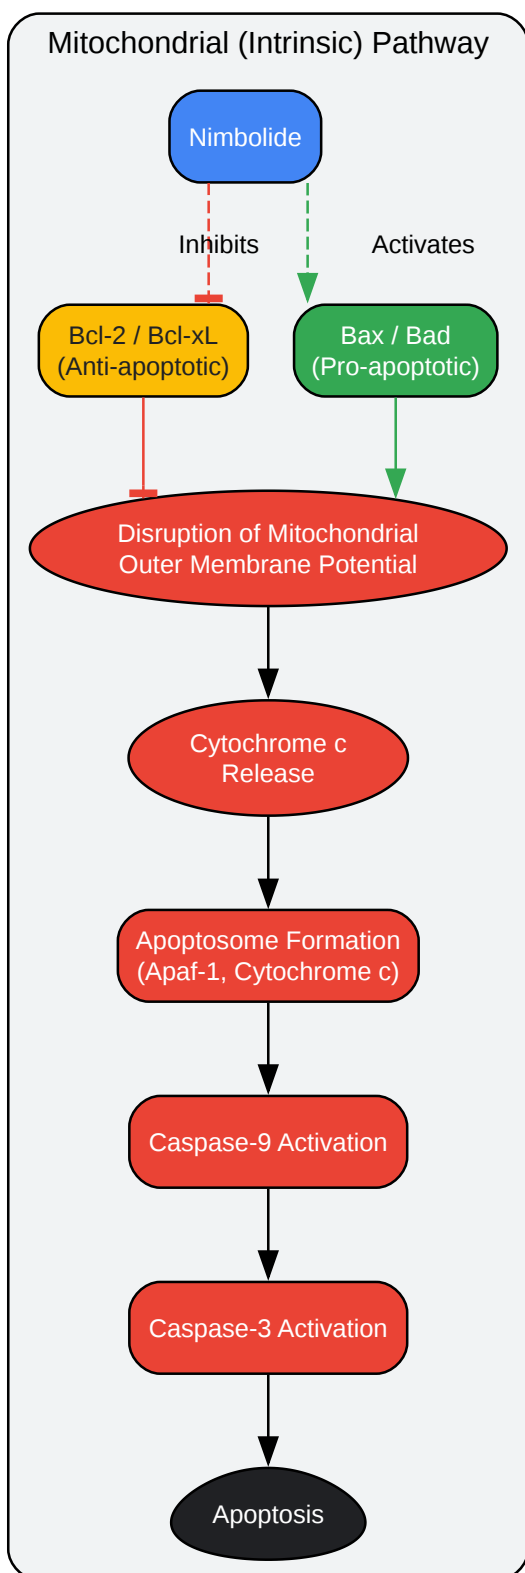 Mitochondrial (Intrinsic) Pathway
Nimbolide
Inhibits
Activates
Bcl-2 / Bcl-xL
(Anti-apoptotic)
Bax / Bad
(Pro-apoptotic)
Disruption of Mitochondrial
Outer Membrane Potential
Cytochrome c
Release
Apoptosome Formation
(Apaf-1, Cytochrome c)
Caspase-9 Activation
Caspase-3 Activation
Apoptosis